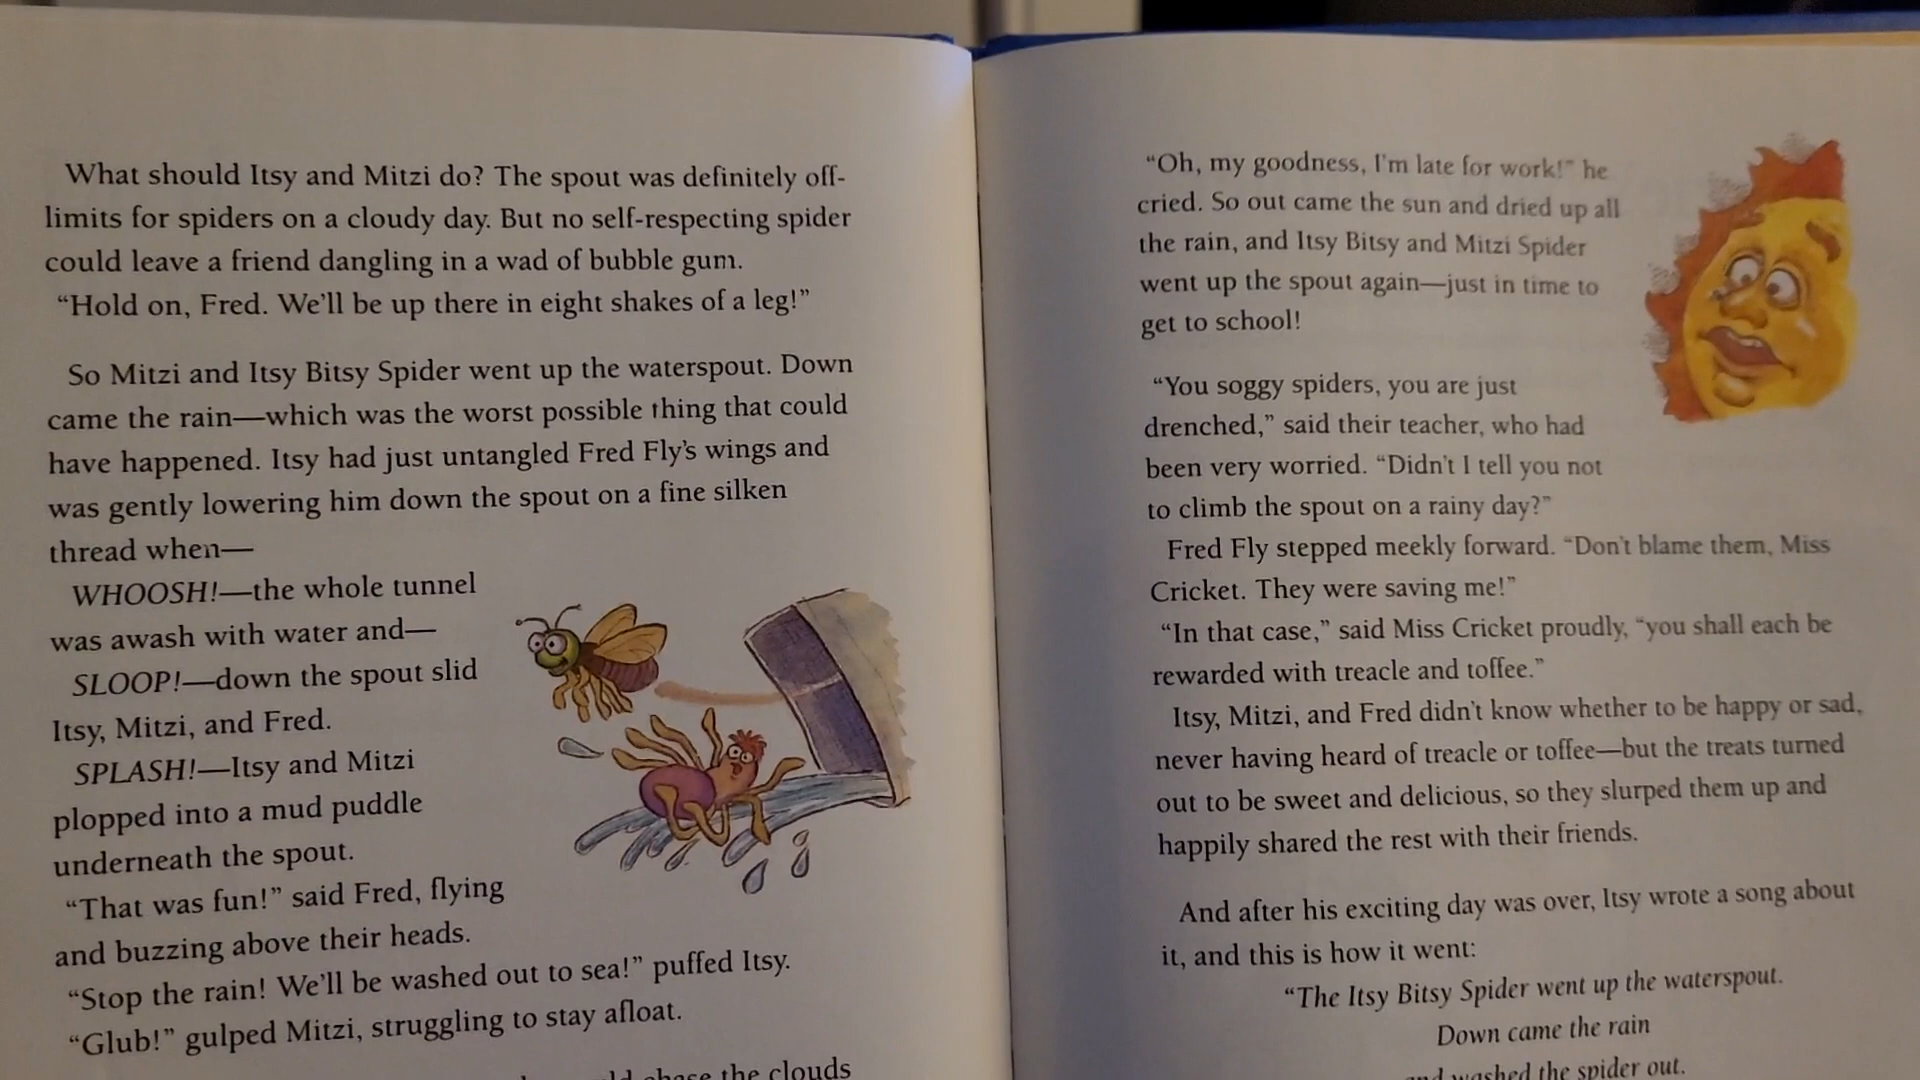 What should Itsy and Mitzi do? The spout was definitely off-
limits for spiders on a cloudy day. But no self-respecting spider
could leave a friend dangling in a wad of bubble gum.
“Hold on, Fred. We’ll be up there in eight shakes of a leg!”
So Mitzi and Itsy Bitsy Spider went up the waterspout. Down
came the rain—which was the worst possible thing that could
have happened. Itsy had just untangled Fred Fly’s wings and
was gently lowering him down the spout on a fine silken
thread when—
WHOOSH!—the whole tunnel
was awash with water and—
SLOOP!—down the spout slid
Itsy, Mitzi, and Fred.
SPLASH!—Itsy and Mitzi
plopped into a mud puddle
underneath the spout.
“That was fun!” said Fred, flying
and buzzing above their heads.
“Stop the rain! We’ll be washed out to sea!” puffed Itsy.
“Glub!” gulped Mitzi, struggling to stay afloat.
chase the clouds
“Oh, my goodness, I’m late for work!” he
cried. So out came the sun and dried up all
the rain, and Itsy Bitsy and Mitzi Spider
went up the spout again—just in time to
get to school!
“You soggy spiders, you are just
drenched,” said their teacher, who had
been very worried. “Didn’t I tell you not
to climb the spout on a rainy day?”
Fred Fly stepped meekly forward. “Don’t blame them, Miss
Cricket. They were saving me!”
“In that case,” said Miss Cricket proudly, “you shall each be
rewarded with treacle and toffee.”
Itsy, Mitzi, and Fred didn’t know whether to be happy or sad,
never having heard of treacle or toffee—but the treats turned
out to be sweet and delicious, so they slurped them up and
happily shared the rest with their friends.
And after his exciting day was over, Itsy wrote a song about
it, and this is how it went:
“The Itsy Bitsy Spider went up the waterspout.
Down came the rain
and washed the spider out.